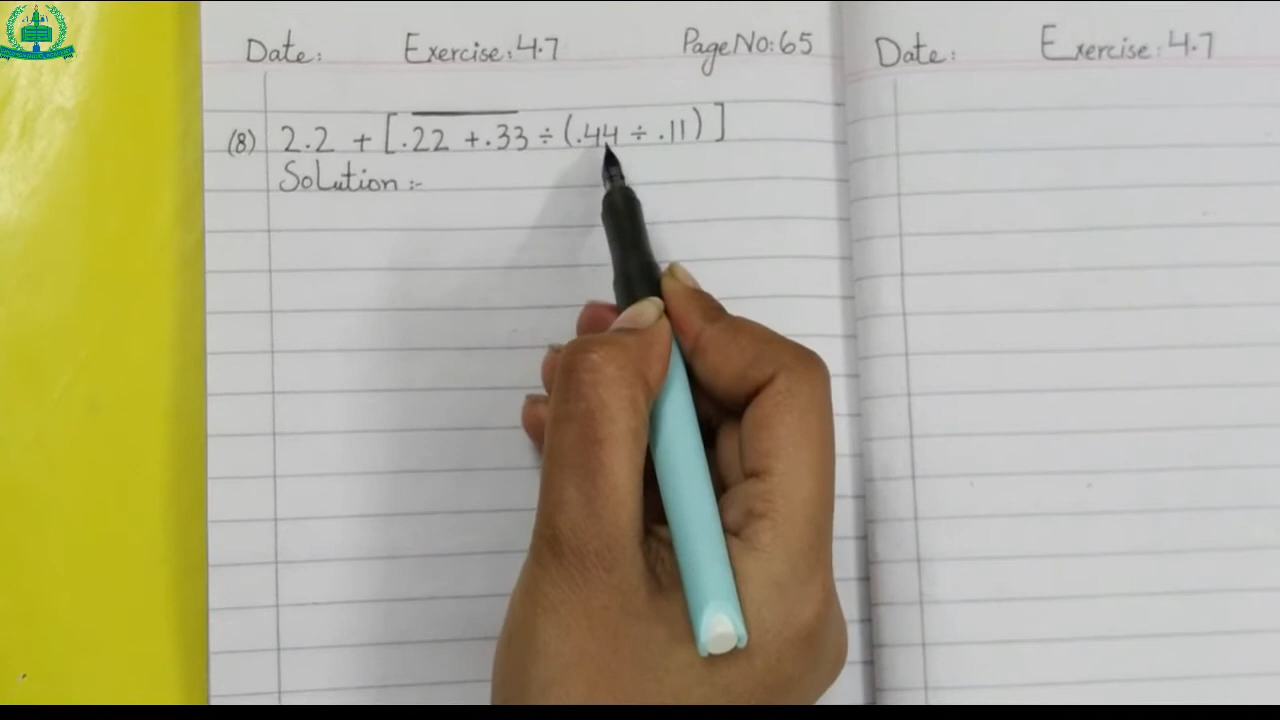 Date: Exercise: 4.7 Page No: 65
(8) 2.2 + [.22 + .33 ÷ (.44 ÷ .11)]
Solution :-
Date: Exercise: 4.7